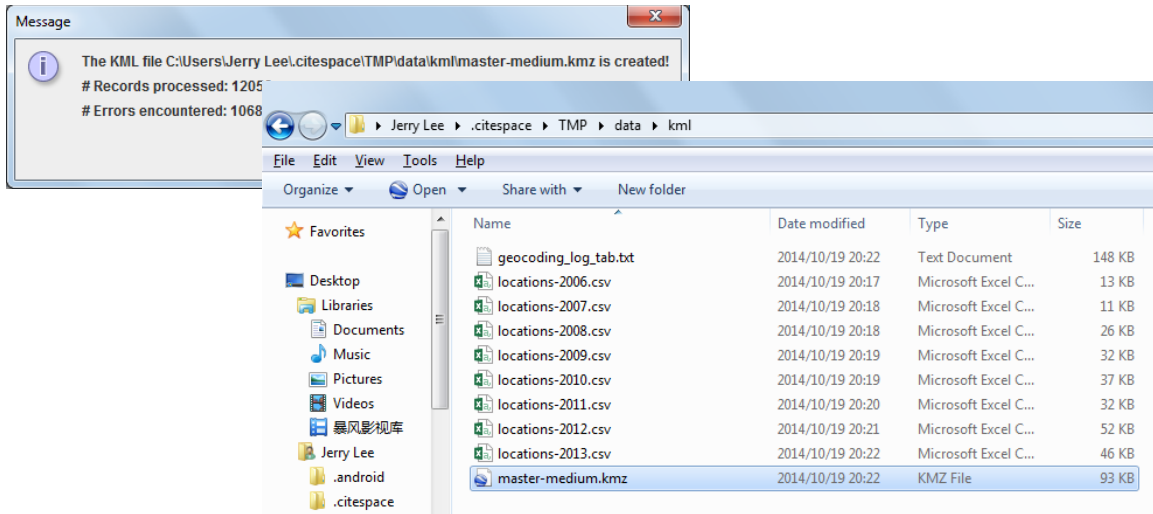 Message
The KML file C:\Users\Jerry Lee\.citespace\TMP\data\kml\master-medium.kmz is created!
# Records processed:
# Errors encountered: 1068
Jerry Lee .citespace TMP data kml
File Edit View Tools Help
Organize Open Share with New folder
Name Date modified Type Size
Favorites
Desktop
Libraries
Documents
Music
Pictures
Videos
暴风影视库
Jerry Lee
.android
.citespace
geocoding_log_tab.txt 2014/10/19 20:22 Text Document 148 KB
locations-2006.csv 2014/10/19 20:17 Microsoft Excel C... 13 KB
locations-2007.csv 2014/10/19 20:18 Microsoft Excel C... 11 KB
locations-2008.csv 2014/10/19 20:18 Microsoft Excel C... 26 KB
locations-2009.csv 2014/10/19 20:19 Microsoft Excel C... 32 KB
locations-2010.csv 2014/10/19 20:19 Microsoft Excel C... 37 KB
locations-2011.csv 2014/10/19 20:20 Microsoft Excel C... 32 KB
locations-2012.csv 2014/10/19 20:21 Microsoft Excel C... 52 KB
locations-2013.csv 2014/10/19 20:22 Microsoft Excel C... 46 KB
master-medium.kmz 2014/10/19 20:22 KMZ File 93 KB